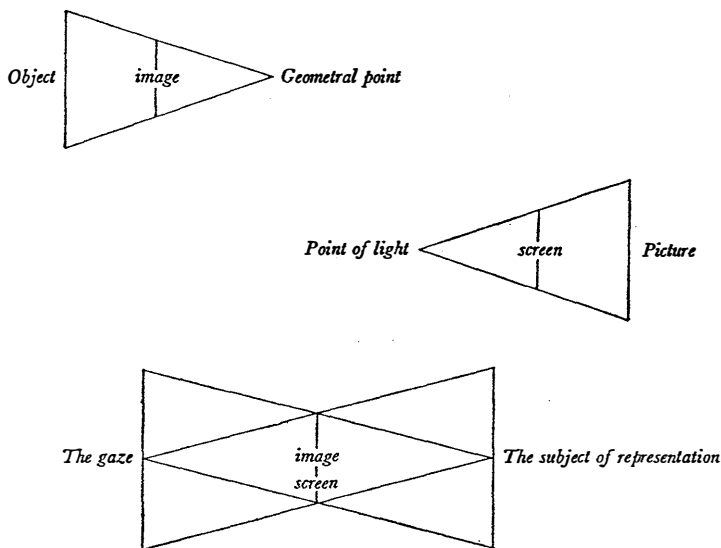 Object
image
Geometral point
Point of light
screen
Picture
The gaze
image
screen
The subject of representation